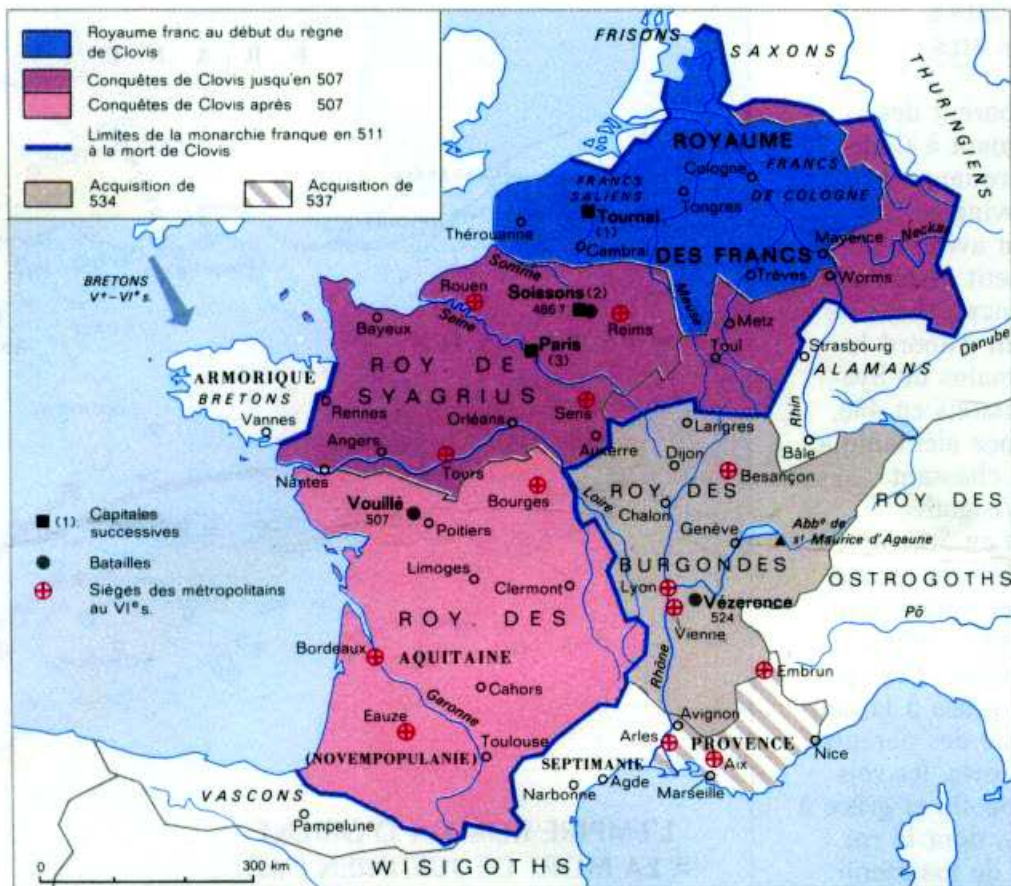 Royaume franc au début du règne
de Clovis
Conquêtes de Clovis jusqu'en 507
Conquêtes de Clovis après 507
Limites de la monarchie franque en 511
à la mort de Clovis
Acquisition de
534
Acquisition de
537
FRISONS
SAXONS
THURINGIENS
ROYAUME
Cologne
FRANCS
DE COLOGNE
FRANCS
SALIENS
Tournai
(1)
Tongres
Thérouanne
Cambrai
DES FRANCS
Mayence
Neckar
Trèves
Worms
BRETONS
Ve-VIe s.
Somme
Rouen
Soissons (2)
486?
Reims
Meuse
Seine
Bayeux
Paris
(3)
Metz
Toul
Strasbourg
Danube
ALAMANS
ROY. DE
SYAGRIUS
ARMORIQUE
BRETONS
Rennes
Vannes
Orléans
Sens
Langres
Rhin
Angers
Auxerre
Bâle
Dijon
Nantes
Tours
Bourges
Loire
ROY. DES
Besançon
Chalon
ROY. DES
Vouillé
507
Poitiers
Genève
Abbe de
st Maurice d'Agaune
BURGONDES
OSTROGOTHS
(1) Capitales
successives
Batailles
Sièges des métropolitains
au VIe s.
Limoges
Clermont
Lyon
Vézeronce
524
Vienne
Pô
ROY. DES
Bordeaux
AQUITAINE
Rhône
Embrun
Cahors
Garonne
Avignon
Eauze
Arles
PROVENCE
Nice
(NOVEMPOPULANIE)
Toulouse
SEPTIMANIE
Aix
Agde
Marseille
Narbonne
VASCONS
Pampelune
WISIGOTHS
0 300 km